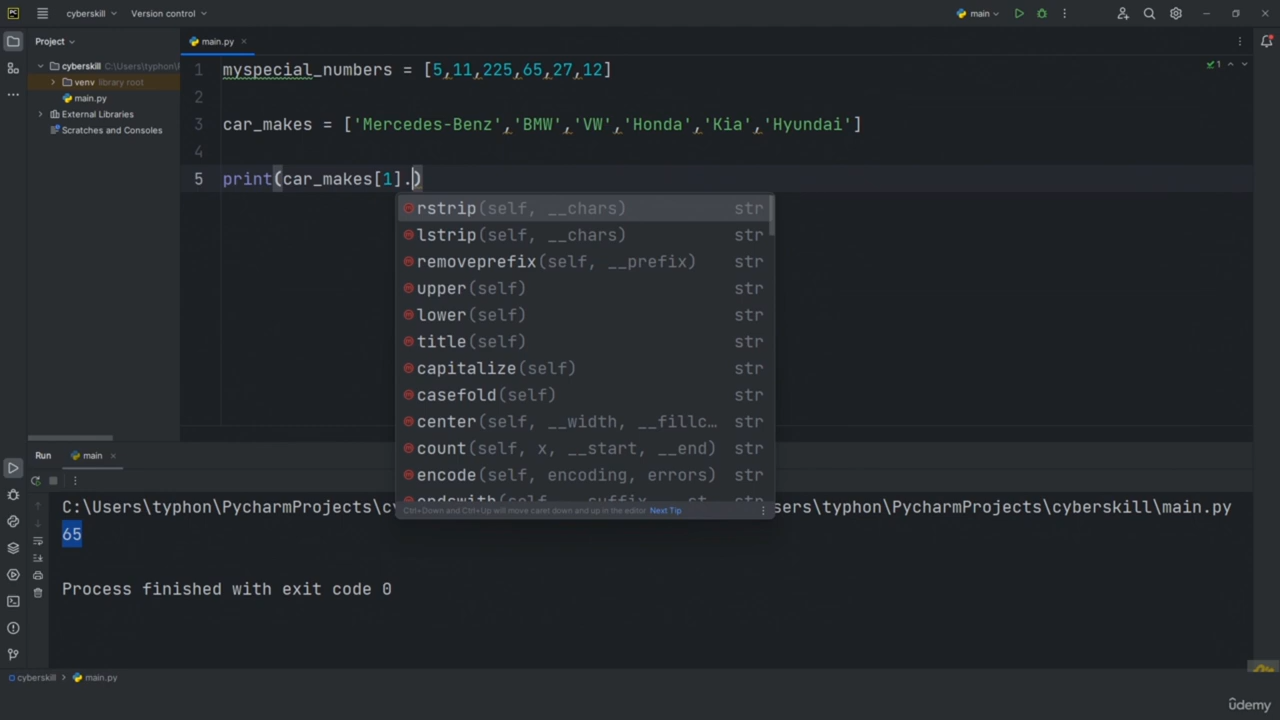 PC cyberskill Version control main
Project main.py
cyberskill C:\Users\typhon\P
venv library root
main.py
External Libraries
Scratches and Consoles
1 myspecial_numbers = [5,11,225,65,27,12]
1
2
3 car_makes = ['Mercedes-Benz','BMW','VW','Honda','Kia','Hyundai']
4
5 print(car_makes[1].)
rstrip(self, __chars) str
lstrip(self, __chars) str
removeprefix(self, __prefix) str
upper(self) str
lower(self) str
title(self) str
capitalize(self) str
casefold(self) str
center(self, __width, __fillc… str
count(self, x, __start, __end) str
encode(self, encoding, errors) str
endswith(self, __suffix, __st… str
Ctrl+Down and Ctrl+Up will move caret down and up in the editor Next Tip
Run main
C:\Users\typhon\PycharmProjects\cy sers\typhon\PycharmProjects\cyberskill\main.py
65
Process finished with exit code 0
cyberskill > main.py
ûdemy